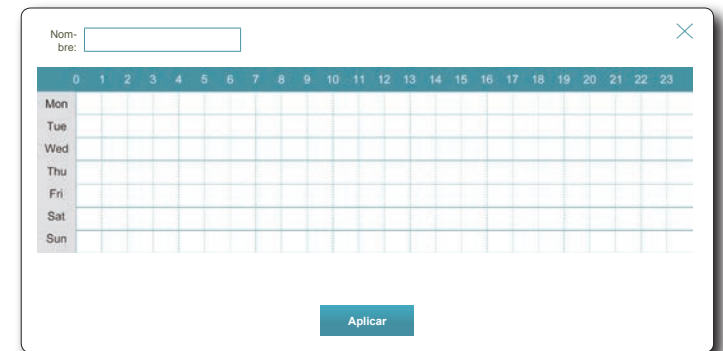 Nom-
bre:
0 1 2 3 4 5 6 7 8 9 10 11 12 13 14 15 16 17 18 19 20 21 22 23
Mon
Tue
Wed
Thu
Fri
Sat
Sun
Aplicar